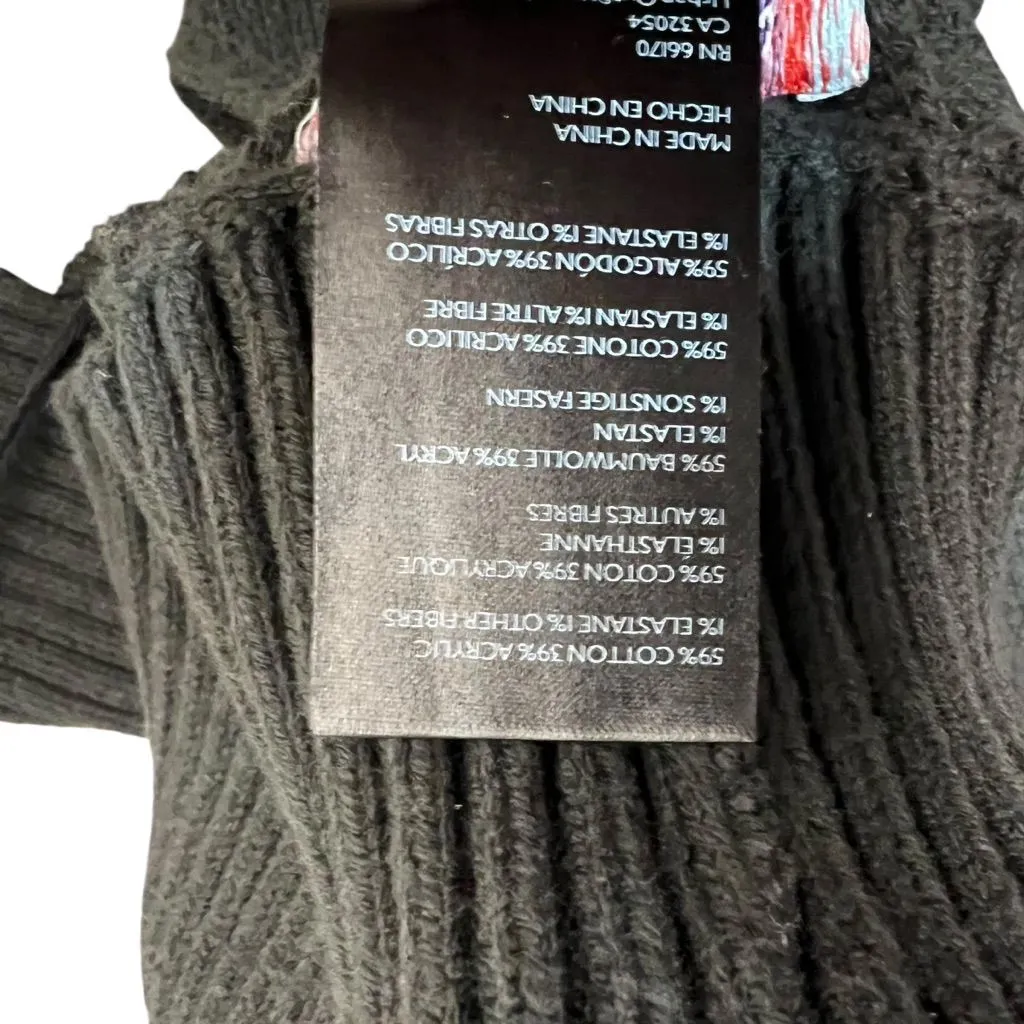 59% COTTON 39% ACRYLIC
1% ELASTANE 1% OTHER FIBERS
59% COTON 39% ACRYLIQUE
1% ÉLASTHANNE
1% AUTRES FIBRES
59% BAUMWOLLE 39% ACRYL
1% ELASTAN
1% SONSTIGE FASERN
59% COTONE 39% ACRILICO
1% ELASTAN 1% ALTRE FIBRE
59% ALGODÓN 39% ACRÍLICO
1% ELASTANE 1% OTRAS FIBRAS
MADE IN CHINA
HECHO EN CHINA
RN 66170
CA 32054